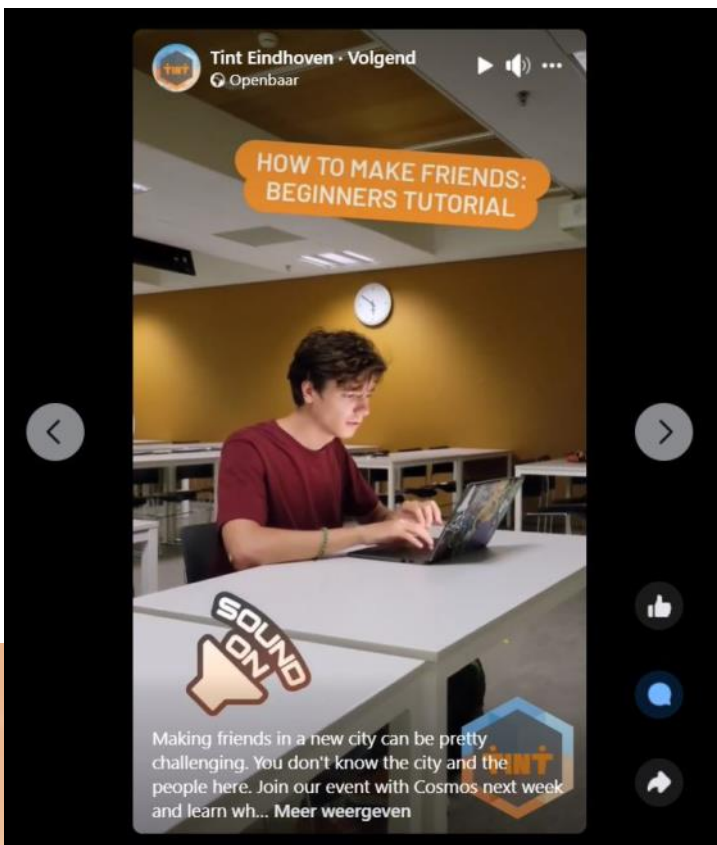 Tint Eindhoven · Volgend
Openbaar
HOW TO MAKE FRIENDS:
BEGINNERS TUTORIAL
SOUND
ON
Making friends in a new city can be pretty
challenging. You don't know the city and the
people here. Join our event with Cosmos next week
and learn wh... Meer weergeven
TINT
TINT